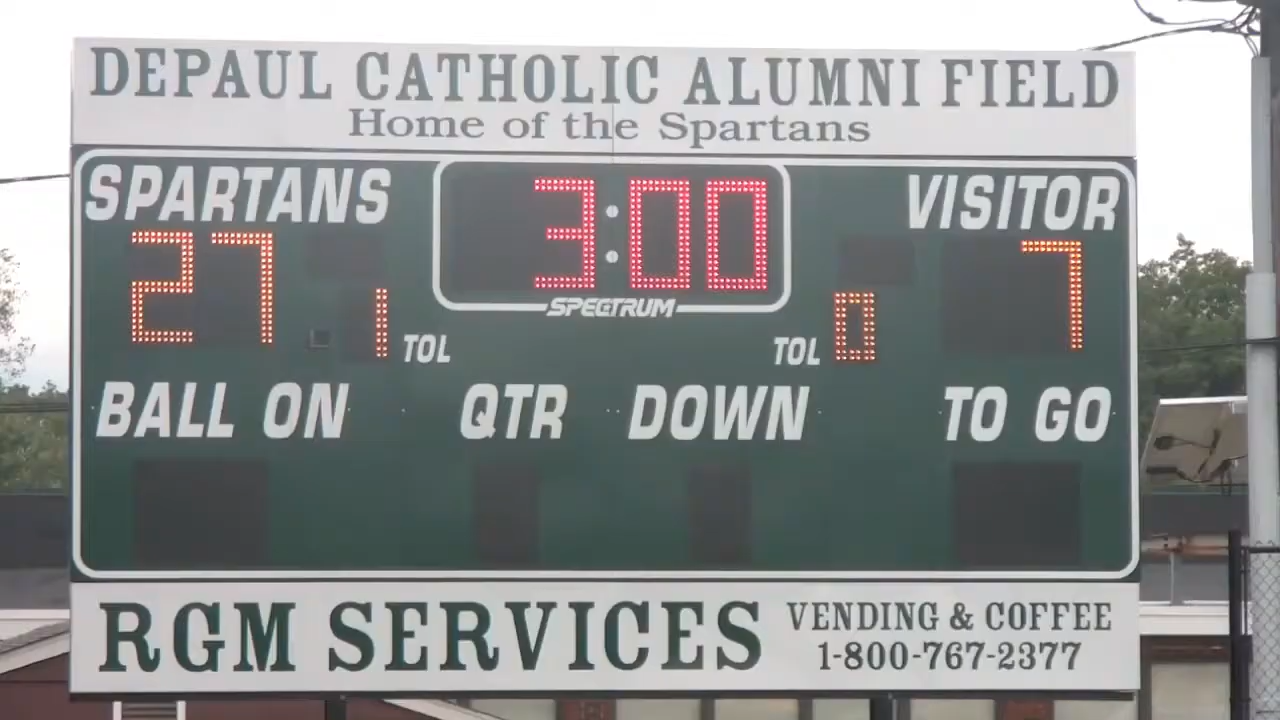 DEPAUL CATHOLIC ALUMNI FIELD
Home of the Spartans
SPARTANS 3:00 VISITOR
27 1 TOL SPECTRUM TOL 0 7
BALL ON QTR DOWN TO GO
RGM SERVICES VENDING & COFFEE
1-800-767-2377